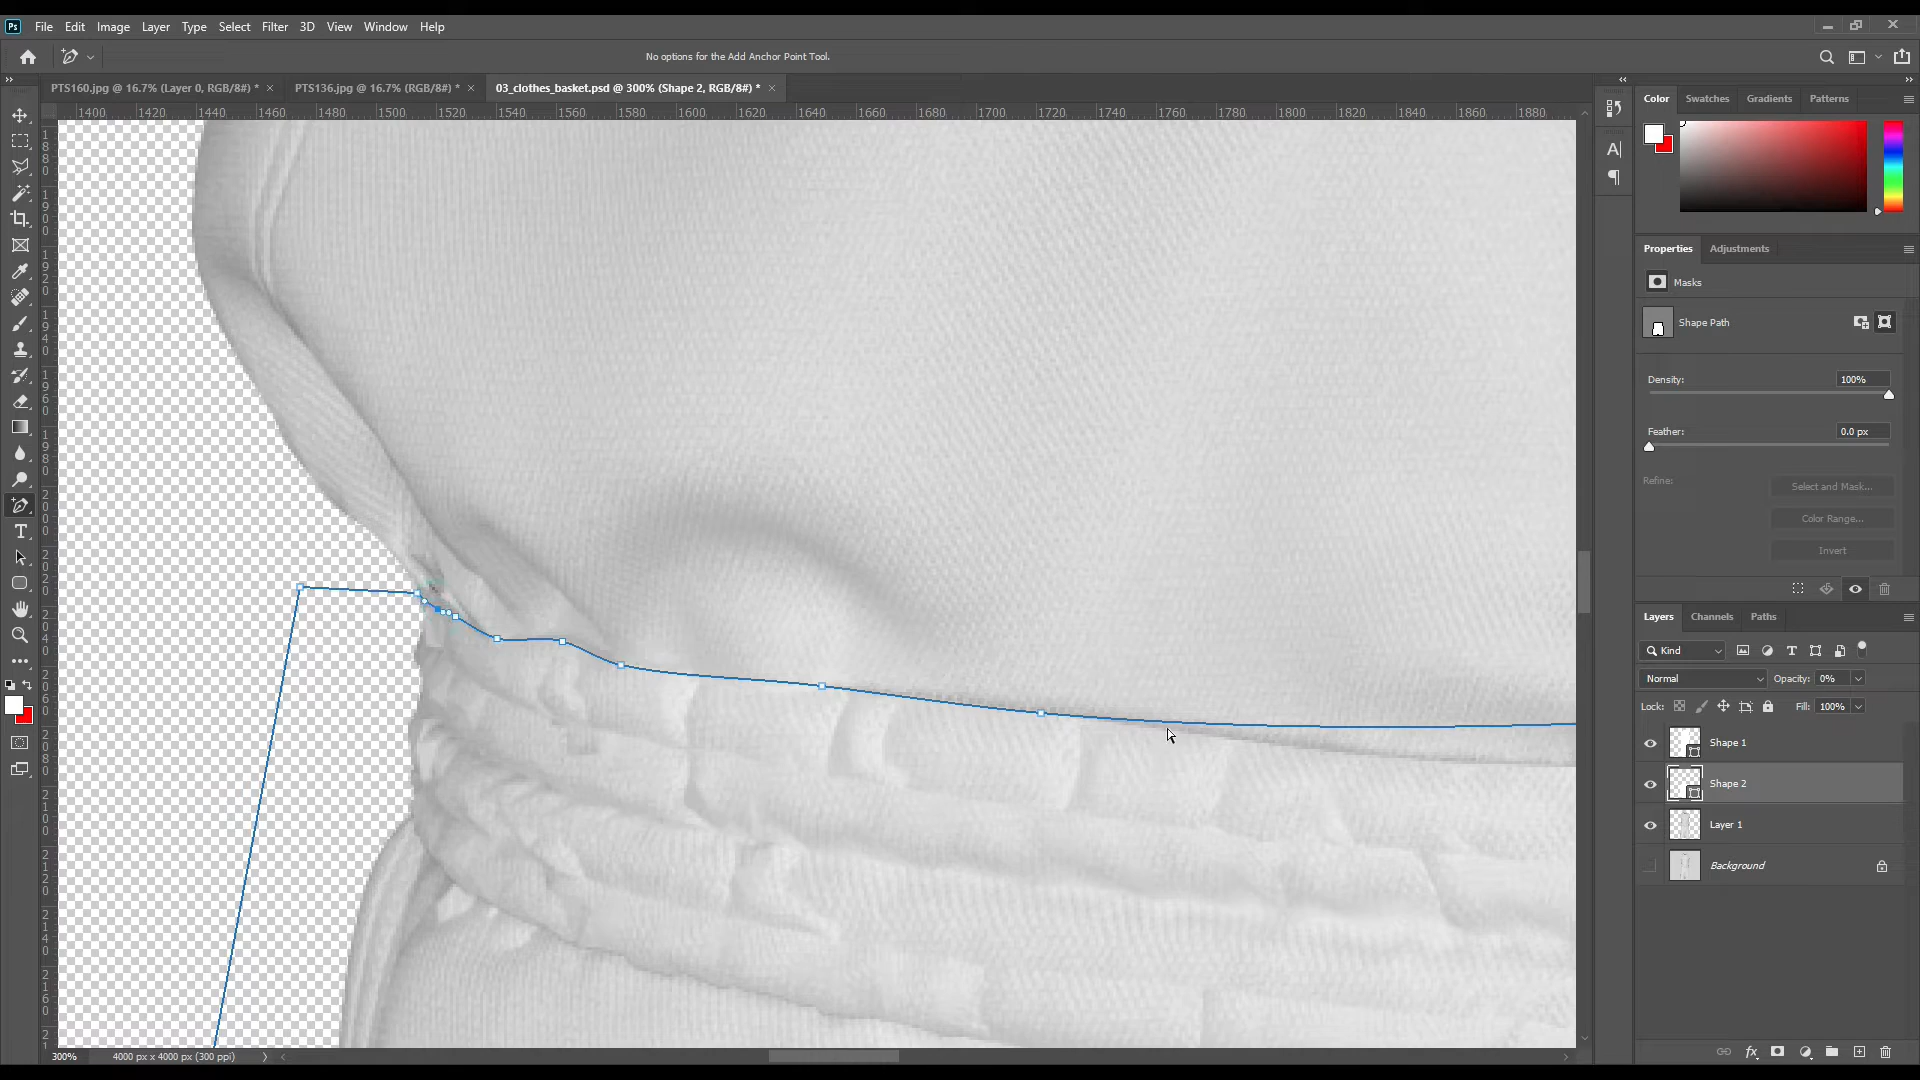 Ps File Edit Image Layer Type Select Filter 3D View Window Help
No options for the Add Anchor Point Tool.
PTS160.jpg @ 16.7% (Layer 0, RGB/8#) * × PTS136.jpg @ 16.7% (RGB/8#) * × 03_clothes_basket.psd @ 300% (Shape 2, RGB/8#) * ×
1400 1420 1440 1460 1480 1500 1520 1540 1560 1580 1600 1620 1640 1660 1680 1700 1720 1740 1760 1780 1800 1820 1840 1860 1880
Color Swatches Gradients Patterns
Properties Adjustments
Masks
Shape Path
Density: 100%
Feather: 0.0 px
Refine: Select and Mask...
Color Range...
Invert
Layers Channels Paths
Kind
Normal Opacity: 0%
Lock: Fill: 100%
Shape 1
Shape 2
Layer 1
Background
fx
300% 4000 px x 4000 px (300 ppi)